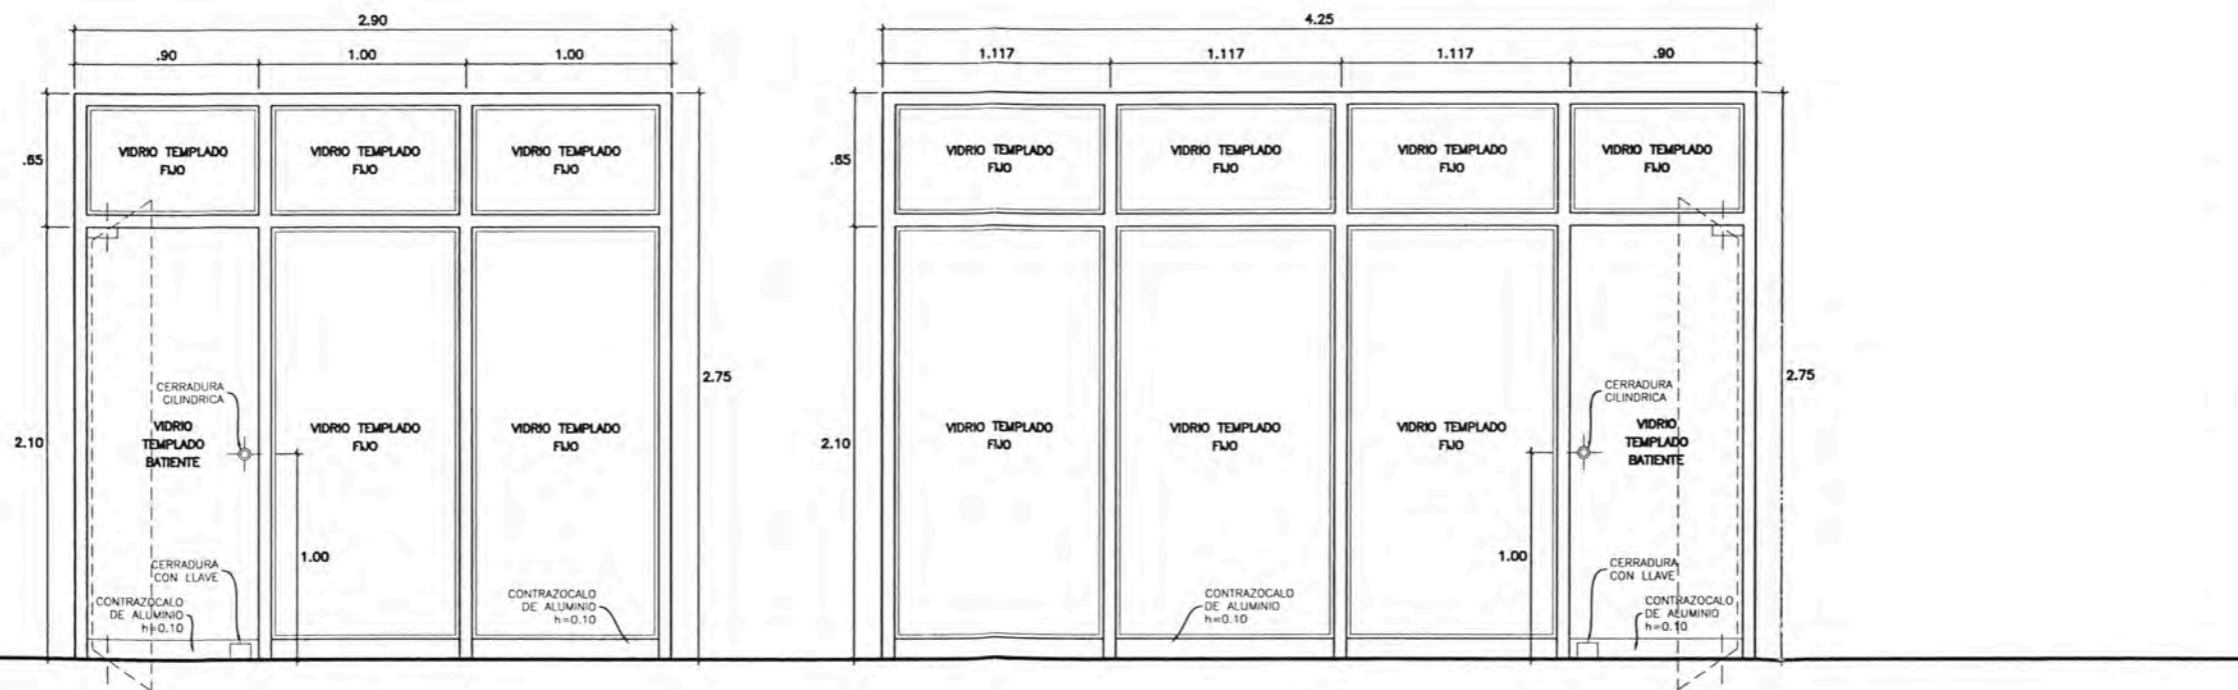 2.90
.90
1.00
1.00
.65
VIDRIO TEMPLADO
FIJO
VIDRIO TEMPLADO
FIJO
VIDRIO TEMPLADO
FIJO
2.75
2.10
CERRADURA
CILINDRICA
VIDRIO
TEMPLADO
BATIENTE
VIDRIO TEMPLADO
FIJO
VIDRIO TEMPLADO
FIJO
1.00
CERRADURA
CON LLAVE
CONTRAZOCALO
DE ALUMINIO
h=0.10
CONTRAZOCALO
DE ALUMINIO
h=0.10
4.25
1.117
1.117
1.117
.90
.65
VIDRIO TEMPLADO
FIJO
VIDRIO TEMPLADO
FIJO
VIDRIO TEMPLADO
FIJO
VIDRIO TEMPLADO
FIJO
2.75
2.10
VIDRIO TEMPLADO
FIJO
VIDRIO TEMPLADO
FIJO
VIDRIO TEMPLADO
FIJO
CERRADURA
CILINDRICA
VIDRIO
TEMPLADO
BATIENTE
1.00
CERRADURA
CON LLAVE
CONTRAZOCALO
DE ALUMINIO
h=0.10
CONTRAZOCALO
DE ALUMINIO
h=0.10